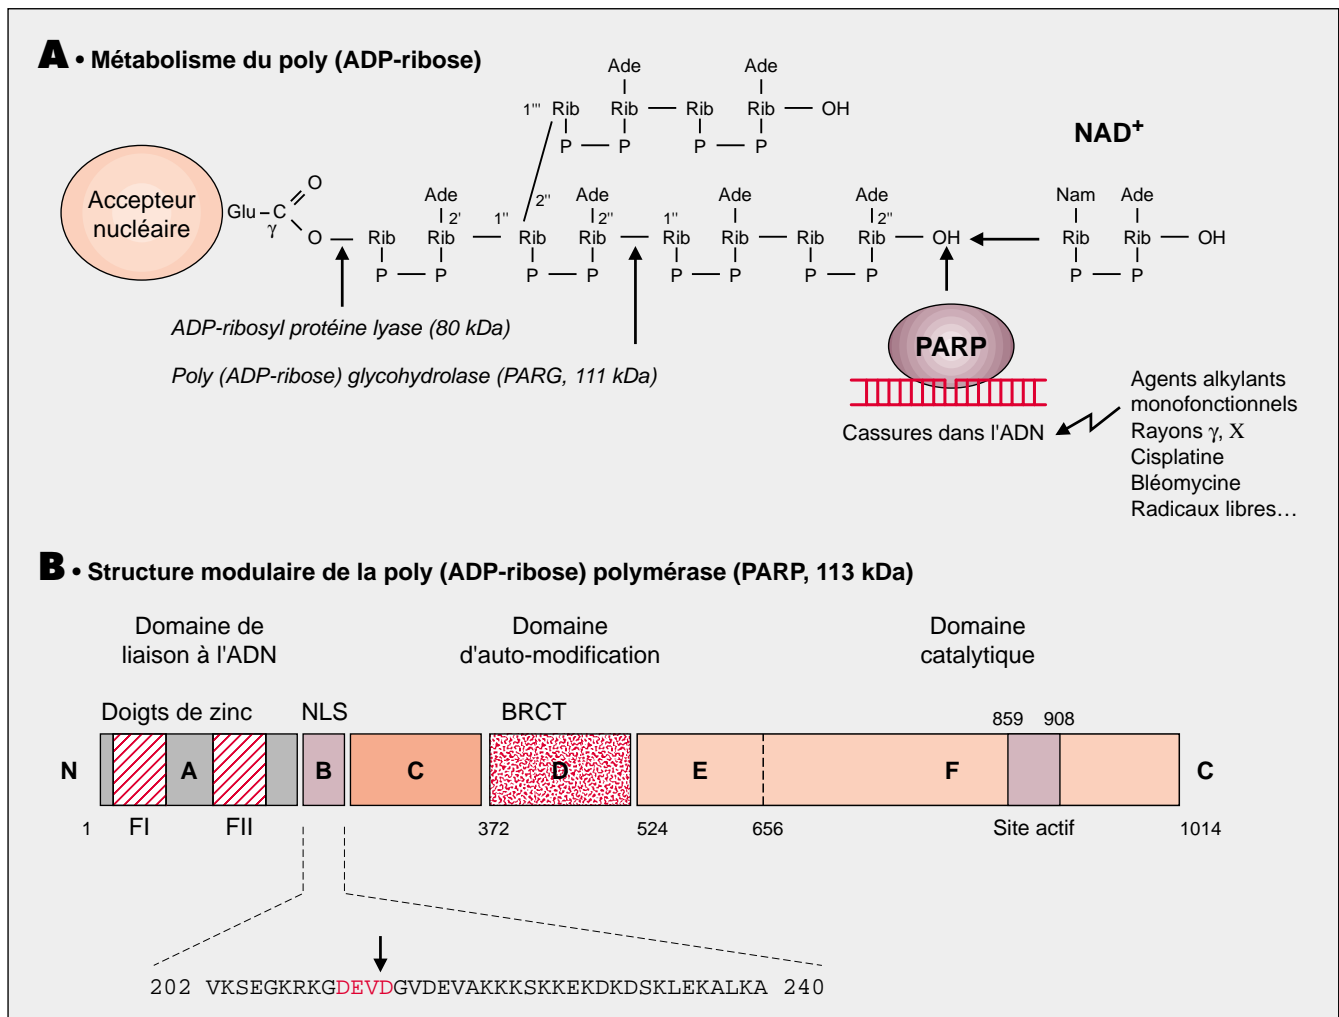 A • Métabolisme du poly (ADP-ribose)
Ade Ade
1''' Rib Rib Rib Rib OH
P P P P
NAD+
Accepteur
nucléaire
Glu C O
γ
O
Ade Ade Ade Ade Nam Ade
2' 1'' 2'' 2'' 1'' 2''
Rib Rib Rib Rib Rib Rib Rib Rib OH Rib Rib OH
P P P P P P P P P P
ADP-ribosyl protéine lyase (80 kDa)
Poly (ADP-ribose) glycohydrolase (PARG, 111 kDa)
PARP
Cassures dans l'ADN
Agents alkylants
monofonctionnels
Rayons γ, X
Cisplatine
Bléomycine
Radicaux libres…
B • Structure modulaire de la poly (ADP-ribose) polymérase (PARP, 113 kDa)
Domaine de
liaison à l'ADN
Domaine
d'auto-modification
Domaine
catalytique
Doigts de zinc NLS BRCT 859 908
N A B C D E F C
1 FI FII 372 524 656 Site actif 1014
202 VKSEGKRKGDEVDGVDEVAKKKSKKEKDKDSKLEKALKA 240